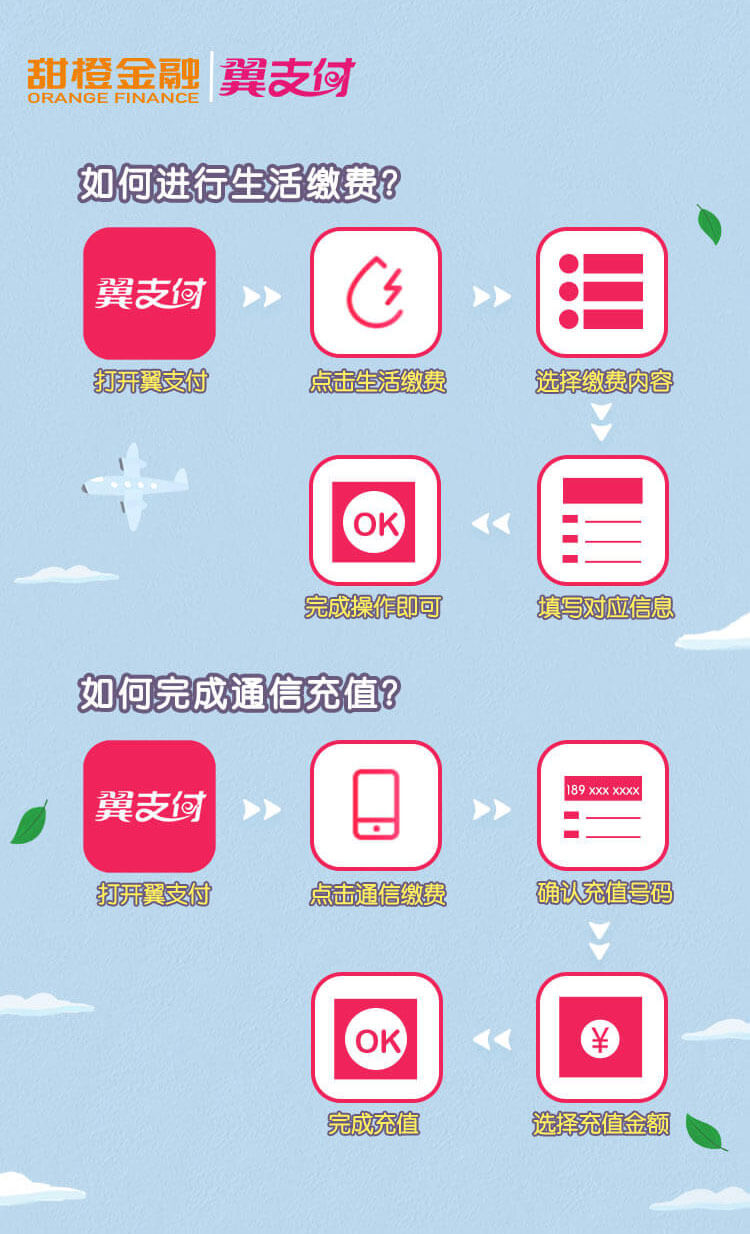 甜橙金融
ORANGE FINANCE
翼支付
如何进行生活缴费?
翼支付
打开翼支付
点击生活缴费
选择缴费内容
OK
完成操作即可
填写对应信息
如何完成通信充值?
翼支付
189 xxx xxxx
打开翼支付
点击通信缴费
确认充值号码
OK
¥
完成充值
选择充值金额